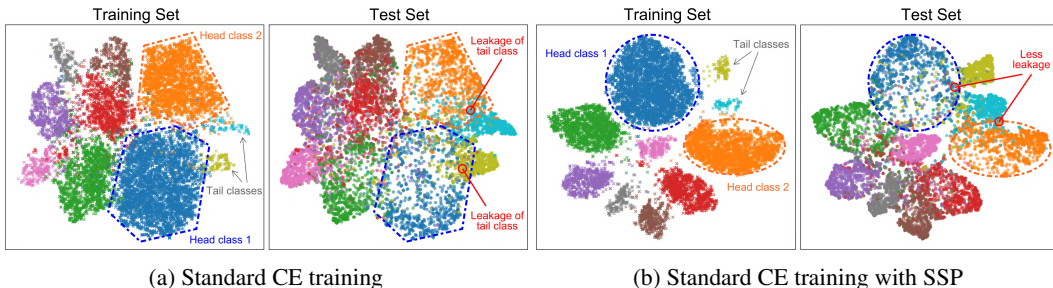 Training Set
Head class 2
Tail classes
Head class 1
Test Set
Leakage of
tail class
Leakage of
tail class
(a) Standard CE training
Training Set
Head class 1
Tail classes
Head class 2
Test Set
Less
leakage
(b) Standard CE training with SSP